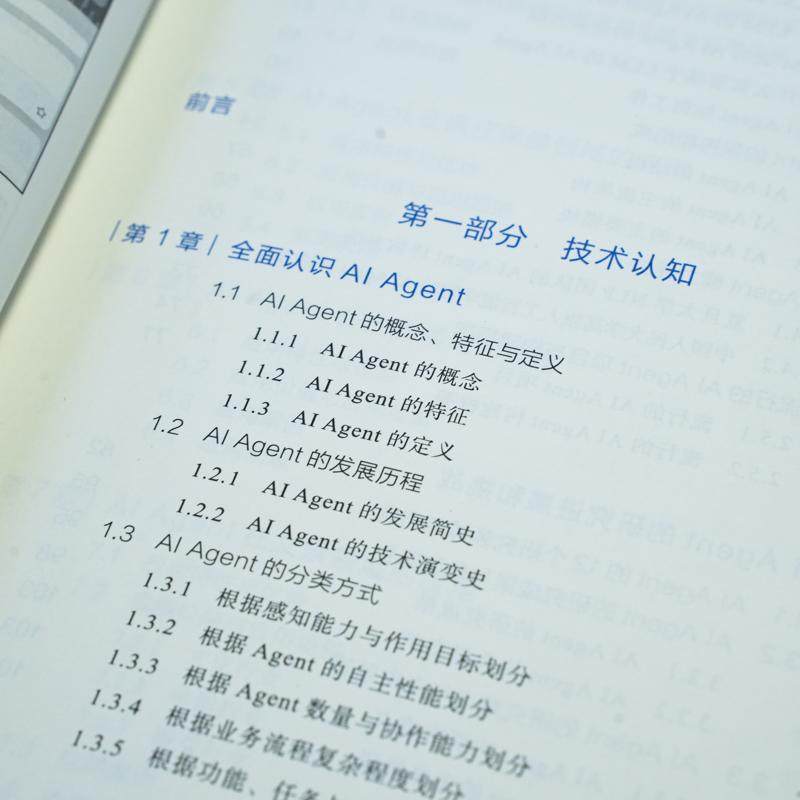 前言
第一部分 技术认知
|第 1 章| 全面认识 AI Agent
1.1 AI Agent 的概念、特征与定义
1.1.1 AI Agent 的概念
1.1.2 AI Agent 的特征
1.1.3 AI Agent 的定义
1.2 AI Agent 的发展历程
1.2.1 AI Agent 的发展简史
1.2.2 AI Agent 的技术演变史
1.3 AI Agent 的分类方式
1.3.1 根据感知能力与作用目标划分
1.3.2 根据 Agent 的自主性能划分
1.3.3 根据 Agent 数量与协作能力划分
1.3.4 根据业务流程复杂程度划分
1.3.5 根据功能、任务